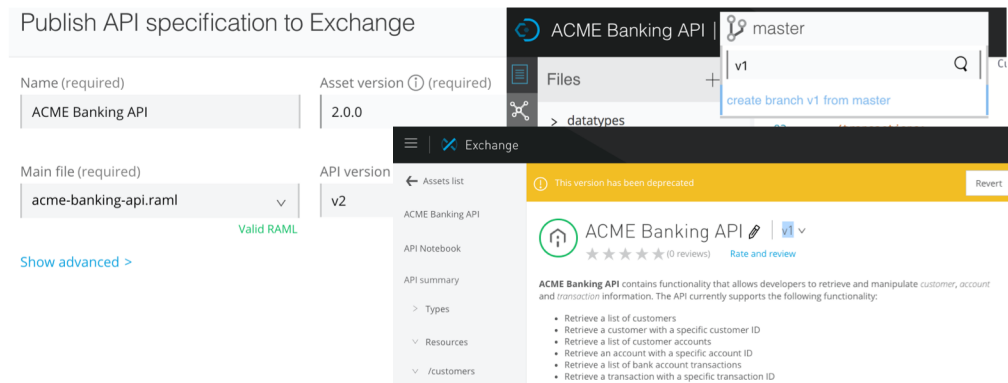 Publish API specification to Exchange
Name (required)
Asset version (required)
ACME Banking API
2.0.0
Main file (required)
API version
acme-banking-api.raml
v2
Valid RAML
Show advanced >
ACME Banking API |
master
v1
create branch v1 from master
Files
> datatypes
Exchange
Assets list
ACME Banking API
API Notebook
API summary
> Types
Resources
/customers
This version has been deprecated
Revert
ACME Banking API
v1
(0 reviews)
Rate and review
ACME Banking API contains functionality that allows developers to retrieve and manipulate customer, account
and transaction information. The API currently supports the following functionality:
• Retrieve a list of customers
• Retrieve a customer with a specific customer ID
• Retrieve a list of customer accounts
• Retrieve an account with a specific account ID
• Retrieve a list of bank account transactions
• Retrieve a transaction with a specific transaction ID